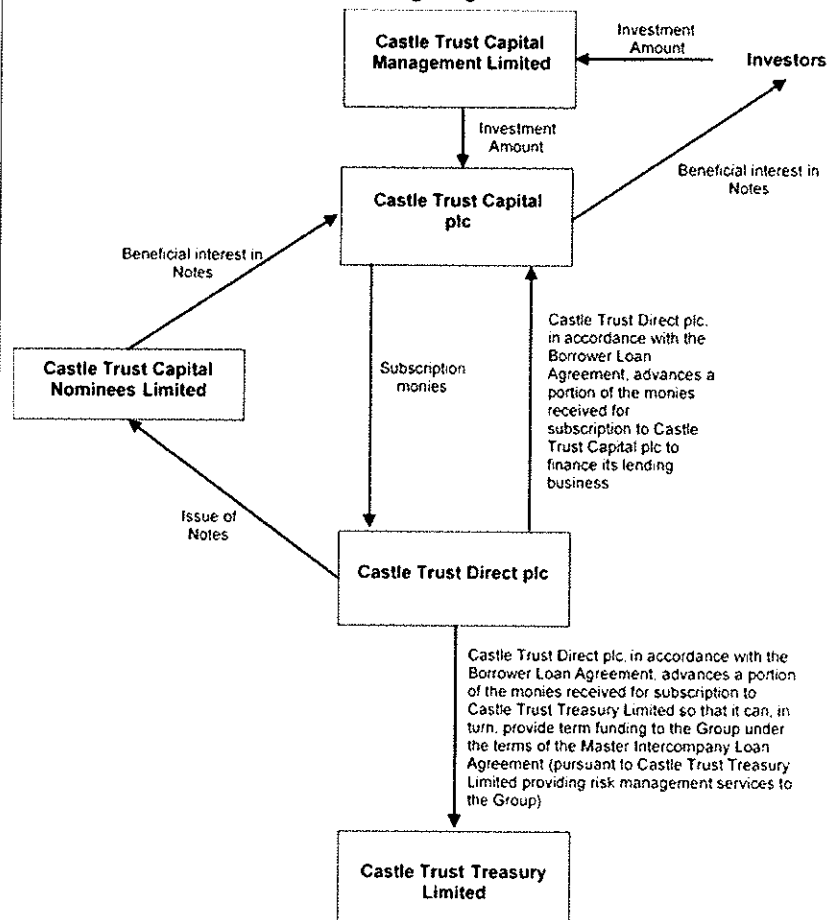 Castle Trust Capital
Management Limited
Investment
Amount
Investors
Investment
Amount
Beneficial interest in
Notes
Castle Trust Capital
plc
Beneficial interest in
Notes
Castle Trust Capital
Nominees Limited
Subscription
monies
Castle Trust Direct plc,
in accordance with the
Borrower Loan
Agreement, advances a
portion of the monies
received for
subscription to Castle
Trust Capital plc to
finance its lending
business
Issue of
Notes
Castle Trust Direct plc
Castle Trust Direct plc, in accordance with the
Borrower Loan Agreement, advances a portion
of the monies received for subscription to
Castle Trust Treasury Limited so that it can, in
turn, provide term funding to the Group under
the terms of the Master Intercompany Loan
Agreement (pursuant to Castle Trust Treasury
Limited providing risk management services to
the Group)
Castle Trust Treasury
Limited